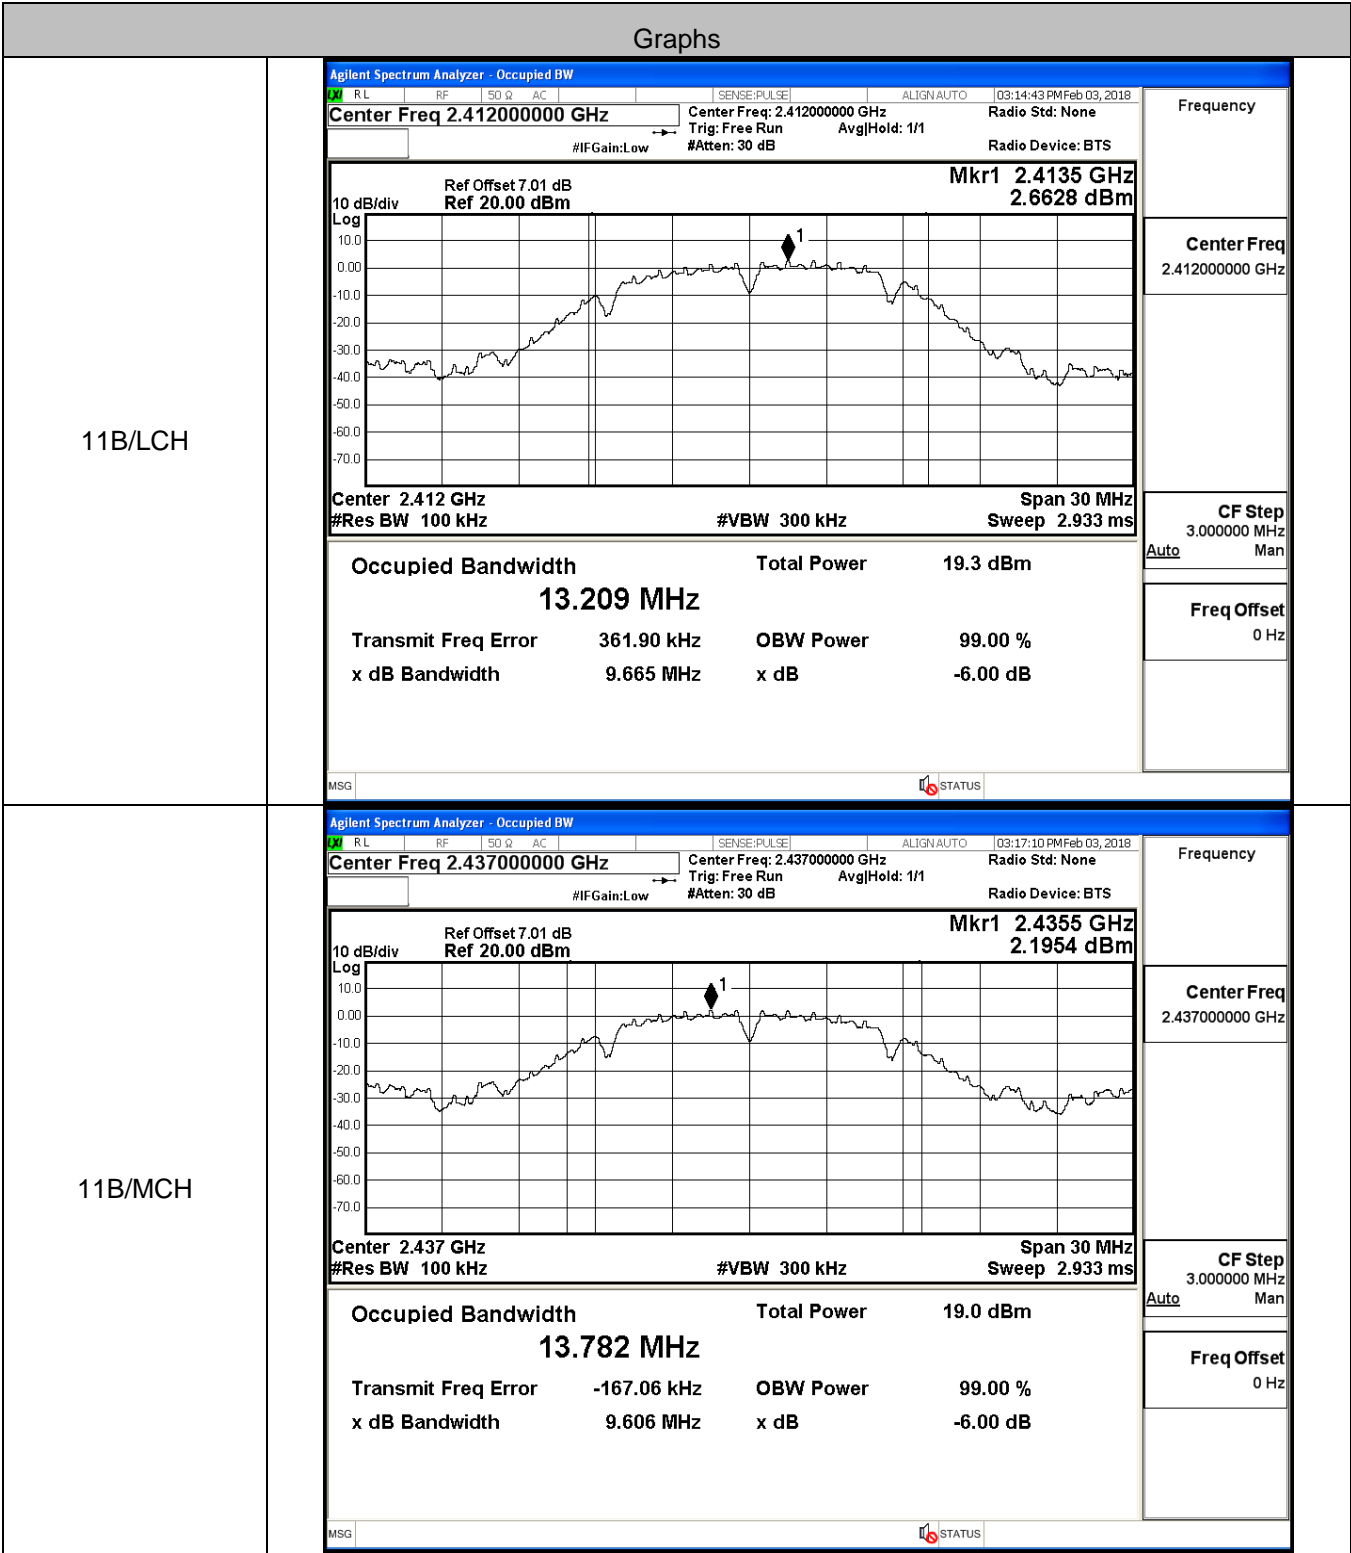 Graphs
11B/LCH
Agilent Spectrum Analyzer - Occupied BW
LXI RL RF 50 Ω AC SENSE:PULSE ALIGN AUTO 03:14:43 PM Feb 03, 2018
Center Freq 2.412000000 GHz
Center Freq: 2.412000000 GHz Radio Std: None
Trig: Free Run Avg|Hold: 1/1
#IFGain:Low #Atten: 30 dB Radio Device: BTS
Frequency
Mkr1 2.4135 GHz
Ref Offset 7.01 dB
10 dB/div Ref 20.00 dBm 2.6628 dBm
Log
10.0
1
0.00
-10.0
-20.0
-30.0
-40.0
-50.0
-60.0
-70.0
Center Freq
2.412000000 GHz
Center 2.412 GHz Span 30 MHz
#Res BW 100 kHz #VBW 300 kHz Sweep 2.933 ms
CF Step
3.000000 MHz
Auto Man
Occupied Bandwidth Total Power 19.3 dBm
13.209 MHz
Freq Offset
0 Hz
Transmit Freq Error 361.90 kHz OBW Power 99.00 %
x dB Bandwidth 9.665 MHz x dB -6.00 dB
MSG STATUS
11B/MCH
Agilent Spectrum Analyzer - Occupied BW
LXI RL RF 50 Ω AC SENSE:PULSE ALIGN AUTO 03:17:10 PM Feb 03, 2018
Center Freq 2.437000000 GHz
Center Freq: 2.437000000 GHz Radio Std: None
Trig: Free Run Avg|Hold: 1/1
#IFGain:Low #Atten: 30 dB Radio Device: BTS
Frequency
Mkr1 2.4355 GHz
Ref Offset 7.01 dB
10 dB/div Ref 20.00 dBm 2.1954 dBm
Log
10.0
1
0.00
-10.0
-20.0
-30.0
-40.0
-50.0
-60.0
-70.0
Center Freq
2.437000000 GHz
Center 2.437 GHz Span 30 MHz
#Res BW 100 kHz #VBW 300 kHz Sweep 2.933 ms
CF Step
3.000000 MHz
Auto Man
Occupied Bandwidth Total Power 19.0 dBm
13.782 MHz
Freq Offset
0 Hz
Transmit Freq Error -167.06 kHz OBW Power 99.00 %
x dB Bandwidth 9.606 MHz x dB -6.00 dB
MSG STATUS